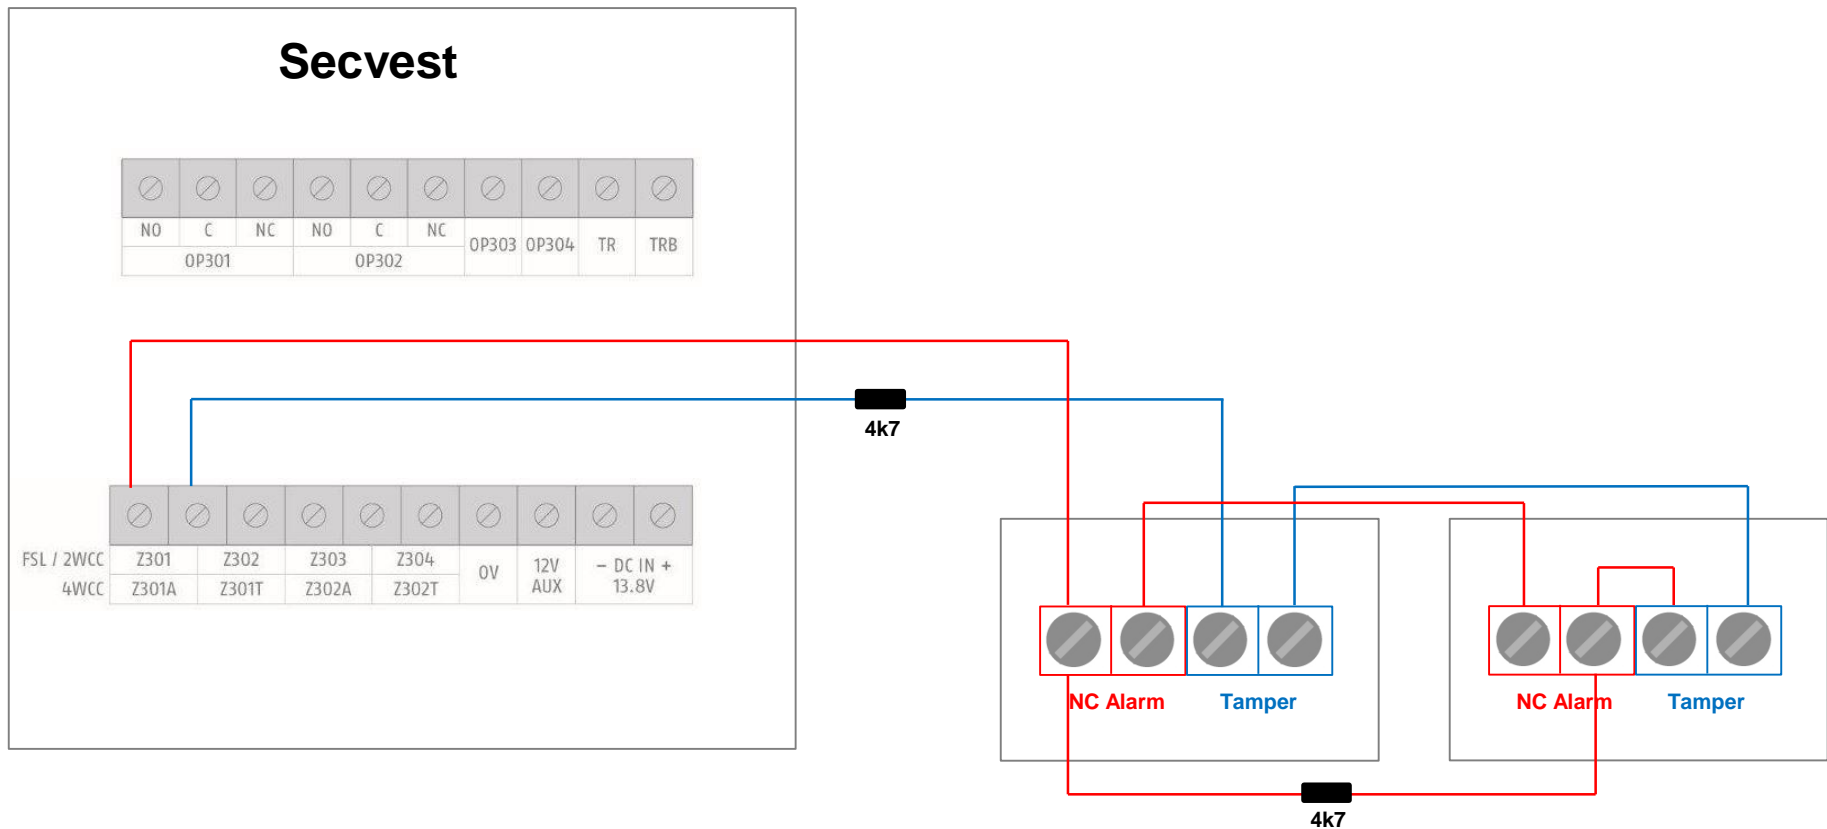 Secvest
NO C NC NO C NC OP303 OP304 TR TRB
OP301 OP302
4k7
FSL / 2WCC Z301 Z302 Z303 Z304 0V 12V AUX – DC IN + 13.8V
4WCC Z301A Z301T Z302A Z302T
NC Alarm Tamper NC Alarm Tamper
4k7